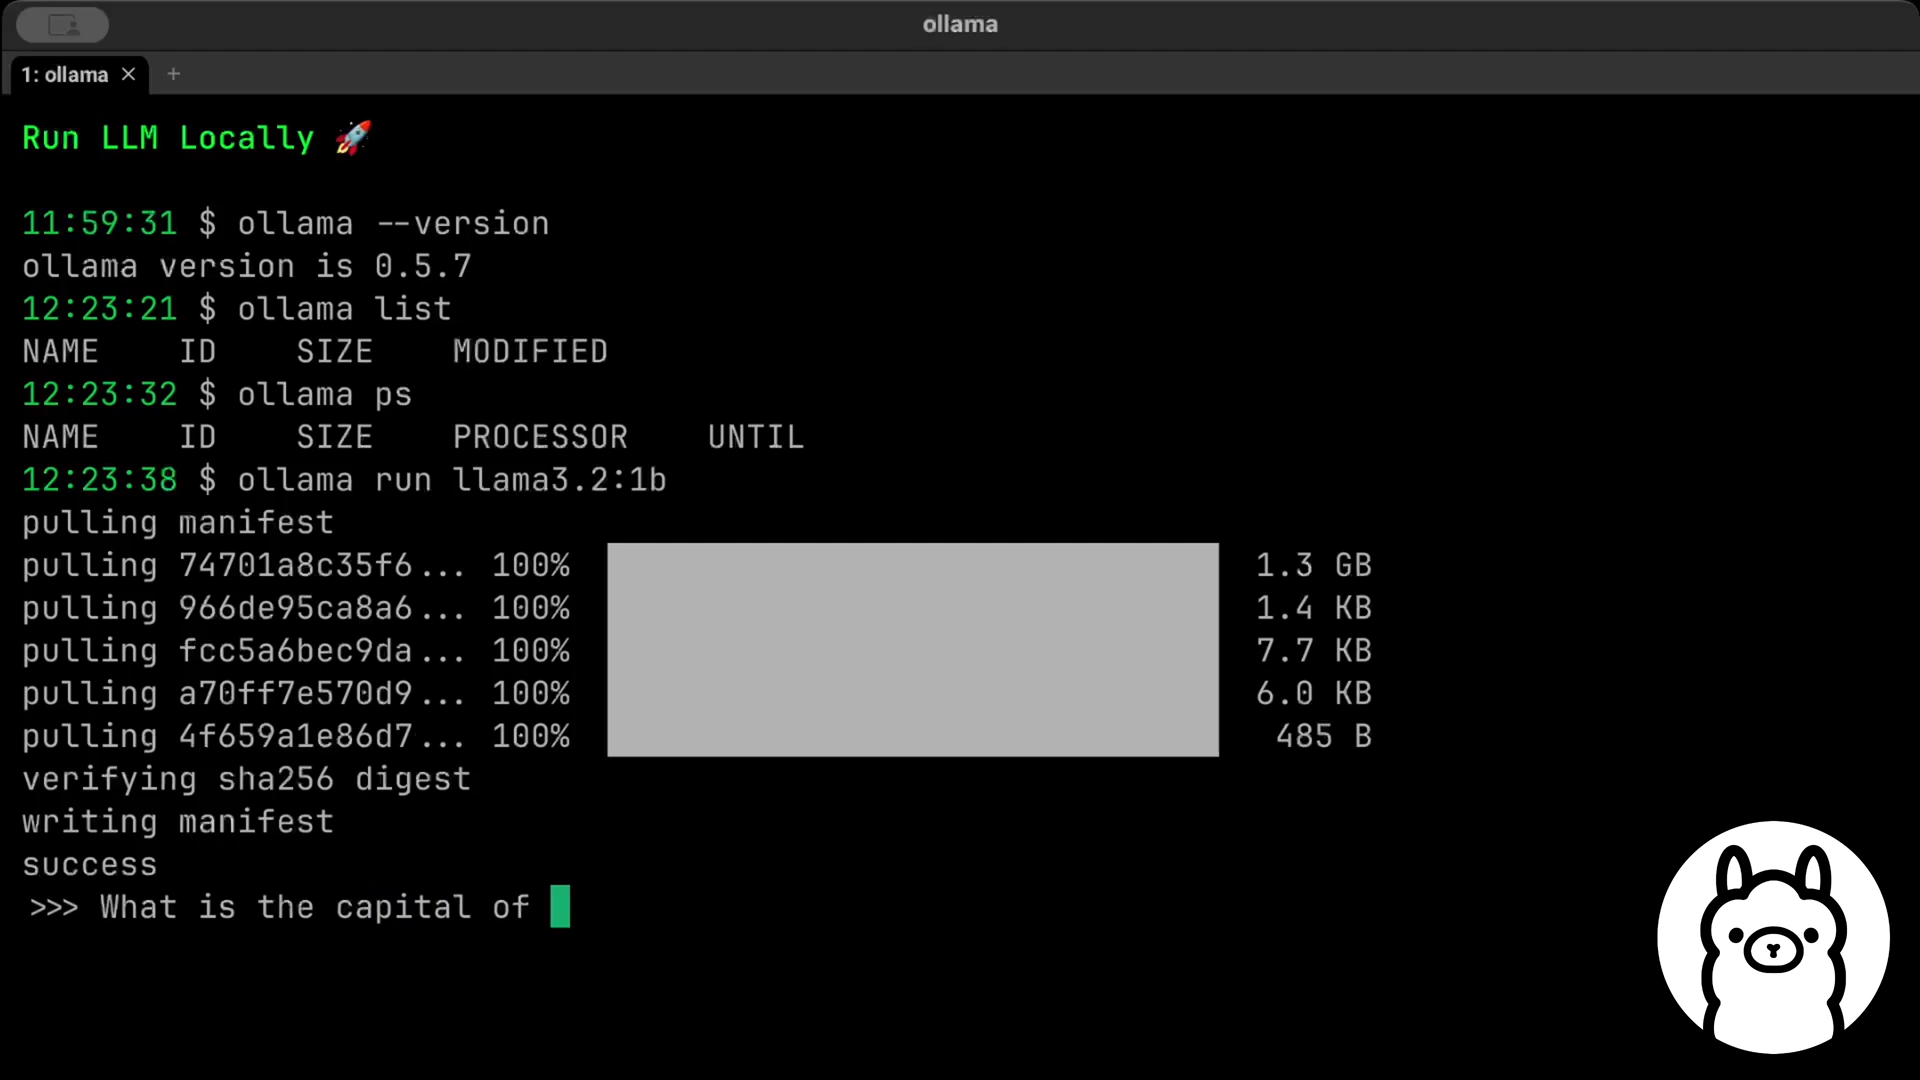 ollama
1: ollama × +
Run LLM Locally 🚀
11:59:31 $ ollama --version
ollama version is 0.5.7
12:23:21 $ ollama list
NAME    ID    SIZE    MODIFIED
12:23:32 $ ollama ps
NAME    ID    SIZE    PROCESSOR    UNTIL
12:23:38 $ ollama run llama3.2:1b
pulling manifest
pulling 74701a8c35f6... 100% 1.3 GB
pulling 966de95ca8a6... 100% 1.4 KB
pulling fcc5a6bec9da... 100% 7.7 KB
pulling a70ff7e570d9... 100% 6.0 KB
pulling 4f659a1e86d7... 100% 485 B
verifying sha256 digest
writing manifest
success
>>> What is the capital of